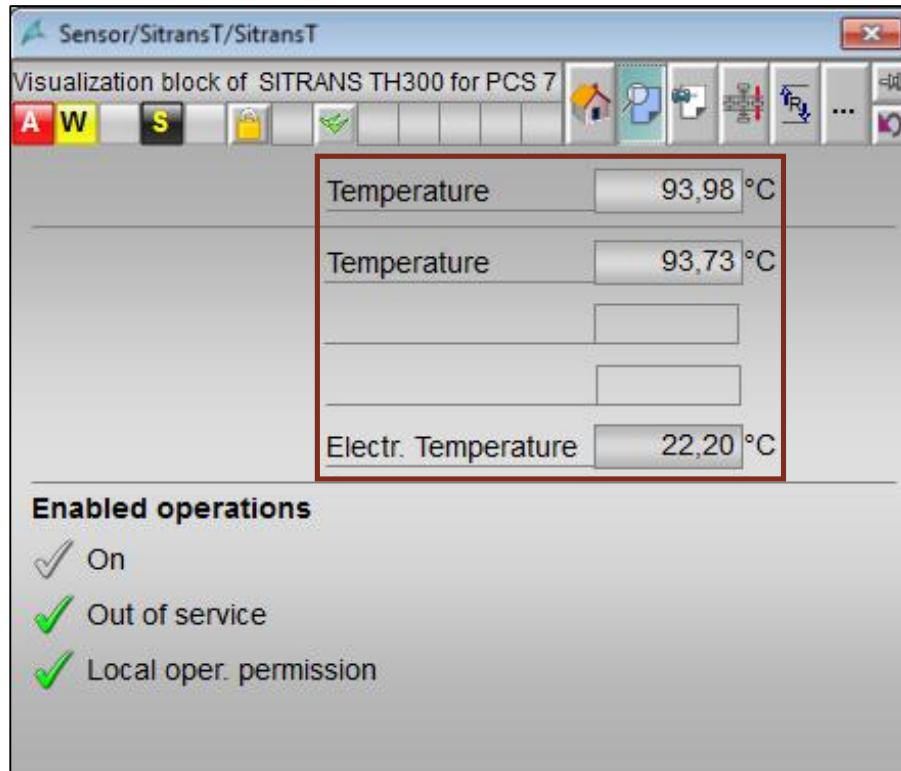 Sensor/SitransT/SitransT
Visualization block of SITRANS TH300 for PCS 7
A W S
R
...
Temperature 93,98 °C
Temperature 93,73 °C
Electr. Temperature 22,20 °C
Enabled operations
On
Out of service
Local oper. permission